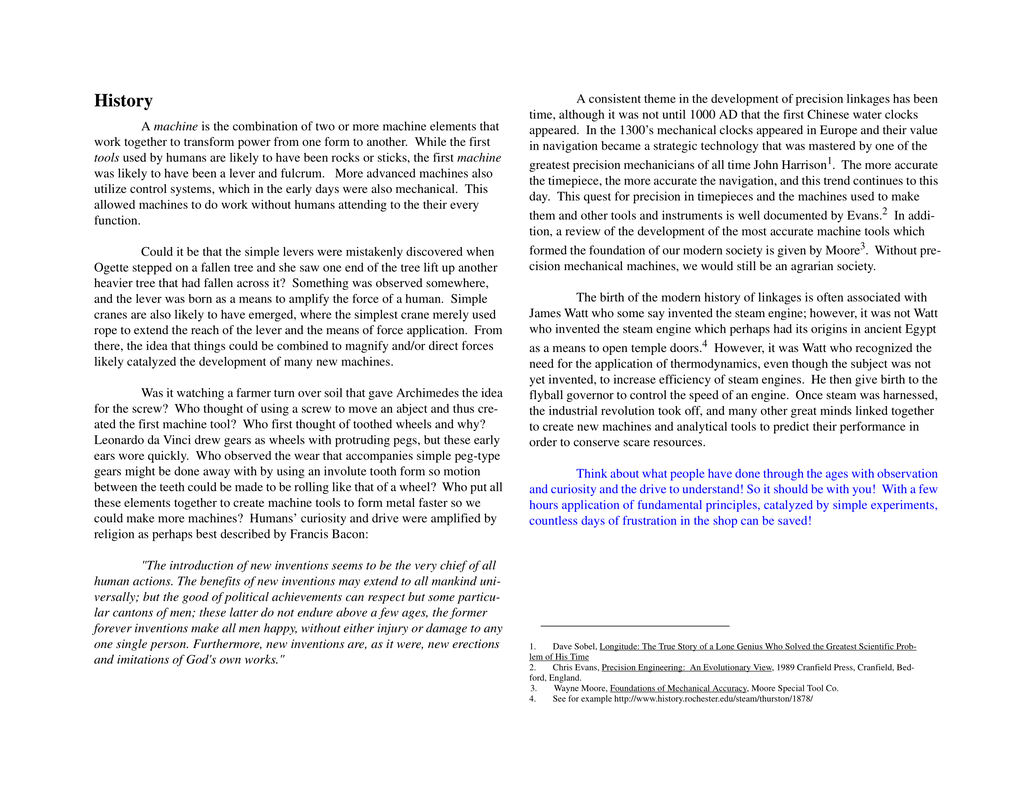 History
A machine is the combination of two or more machine elements that
work together to transform power from one form to another.  While the first
tools used by humans are likely to have been rocks or sticks, the first machine
was likely to have been a lever and fulcrum.   More advanced machines also
utilize control systems, which in the early days were also mechanical.  This
allowed machines to do work without humans attending to the their every
function.
Could it be that the simple levers were mistakenly discovered when
Ogette stepped on a fallen tree and she saw one end of the tree lift up another
heavier tree that had fallen across it?  Something was observed somewhere,
and the lever was born as a means to amplify the force of a human.  Simple
cranes are also likely to have emerged, where the simplest crane merely used
rope to extend the reach of the lever and the means of force application.  From
there, the idea that things could be combined to magnify and/or direct forces
likely catalyzed the development of many new machines.
Was it watching a farmer turn over soil that gave Archimedes the idea
for the screw?  Who thought of using a screw to move an abject and thus cre-
ated the first machine tool?  Who first thought of toothed wheels and why?
Leonardo da Vinci drew gears as wheels with protruding pegs, but these early
ears wore quickly.  Who observed the wear that accompanies simple peg-type
gears might be done away with by using an involute tooth form so motion
between the teeth could be made to be rolling like that of a wheel?  Who put all
these elements together to create machine tools to form metal faster so we
could make more machines?  Humans' curiosity and drive were amplified by
religion as perhaps best described by Francis Bacon:
"The introduction of new inventions seems to be the very chief of all
human actions. The benefits of new inventions may extend to all mankind uni-
versally; but the good of political achievements can respect but some particu-
lar cantons of men; these latter do not endure above a few ages, the former
forever inventions make all men happy, without either injury or damage to any
one single person. Furthermore, new inventions are, as it were, new erections
and imitations of God's own works."
A consistent theme in the development of precision linkages has been
time, although it was not until 1000 AD that the first Chinese water clocks
appeared.  In the 1300's mechanical clocks appeared in Europe and their value
in navigation became a strategic technology that was mastered by one of the
greatest precision mechanicians of all time John Harrison1.  The more accurate
the timepiece, the more accurate the navigation, and this trend continues to this
day.  This quest for precision in timepieces and the machines used to make
them and other tools and instruments is well documented by Evans.2  In addi-
tion, a review of the development of the most accurate machine tools which
formed the foundation of our modern society is given by Moore3.  Without pre-
cision mechanical machines, we would still be an agrarian society.
The birth of the modern history of linkages is often associated with
James Watt who some say invented the steam engine; however, it was not Watt
who invented the steam engine which perhaps had its origins in ancient Egypt
as a means to open temple doors.4  However, it was Watt who recognized the
need for the application of thermodynamics, even though the subject was not
yet invented, to increase efficiency of steam engines.  He then give birth to the
flyball governor to control the speed of an engine.  Once steam was harnessed,
the industrial revolution took off, and many other great minds linked together
to create new machines and analytical tools to predict their performance in
order to conserve scare resources.
Think about what people have done through the ages with observation
and curiosity and the drive to understand! So it should be with you!  With a few
hours application of fundamental principles, catalyzed by simple experiments,
countless days of frustration in the shop can be saved!
1. Dave Sobel, Longitude: The True Story of a Lone Genius Who Solved the Greatest Scientific Prob-
lem of His Time
2. Chris Evans, Precision Engineering:  An Evolutionary View, 1989 Cranfield Press, Cranfield, Bed-
ford, England.
3. Wayne Moore, Foundations of Mechanical Accuracy, Moore Special Tool Co.
4. See for example http://www.history.rochester.edu/steam/thurston/1878/